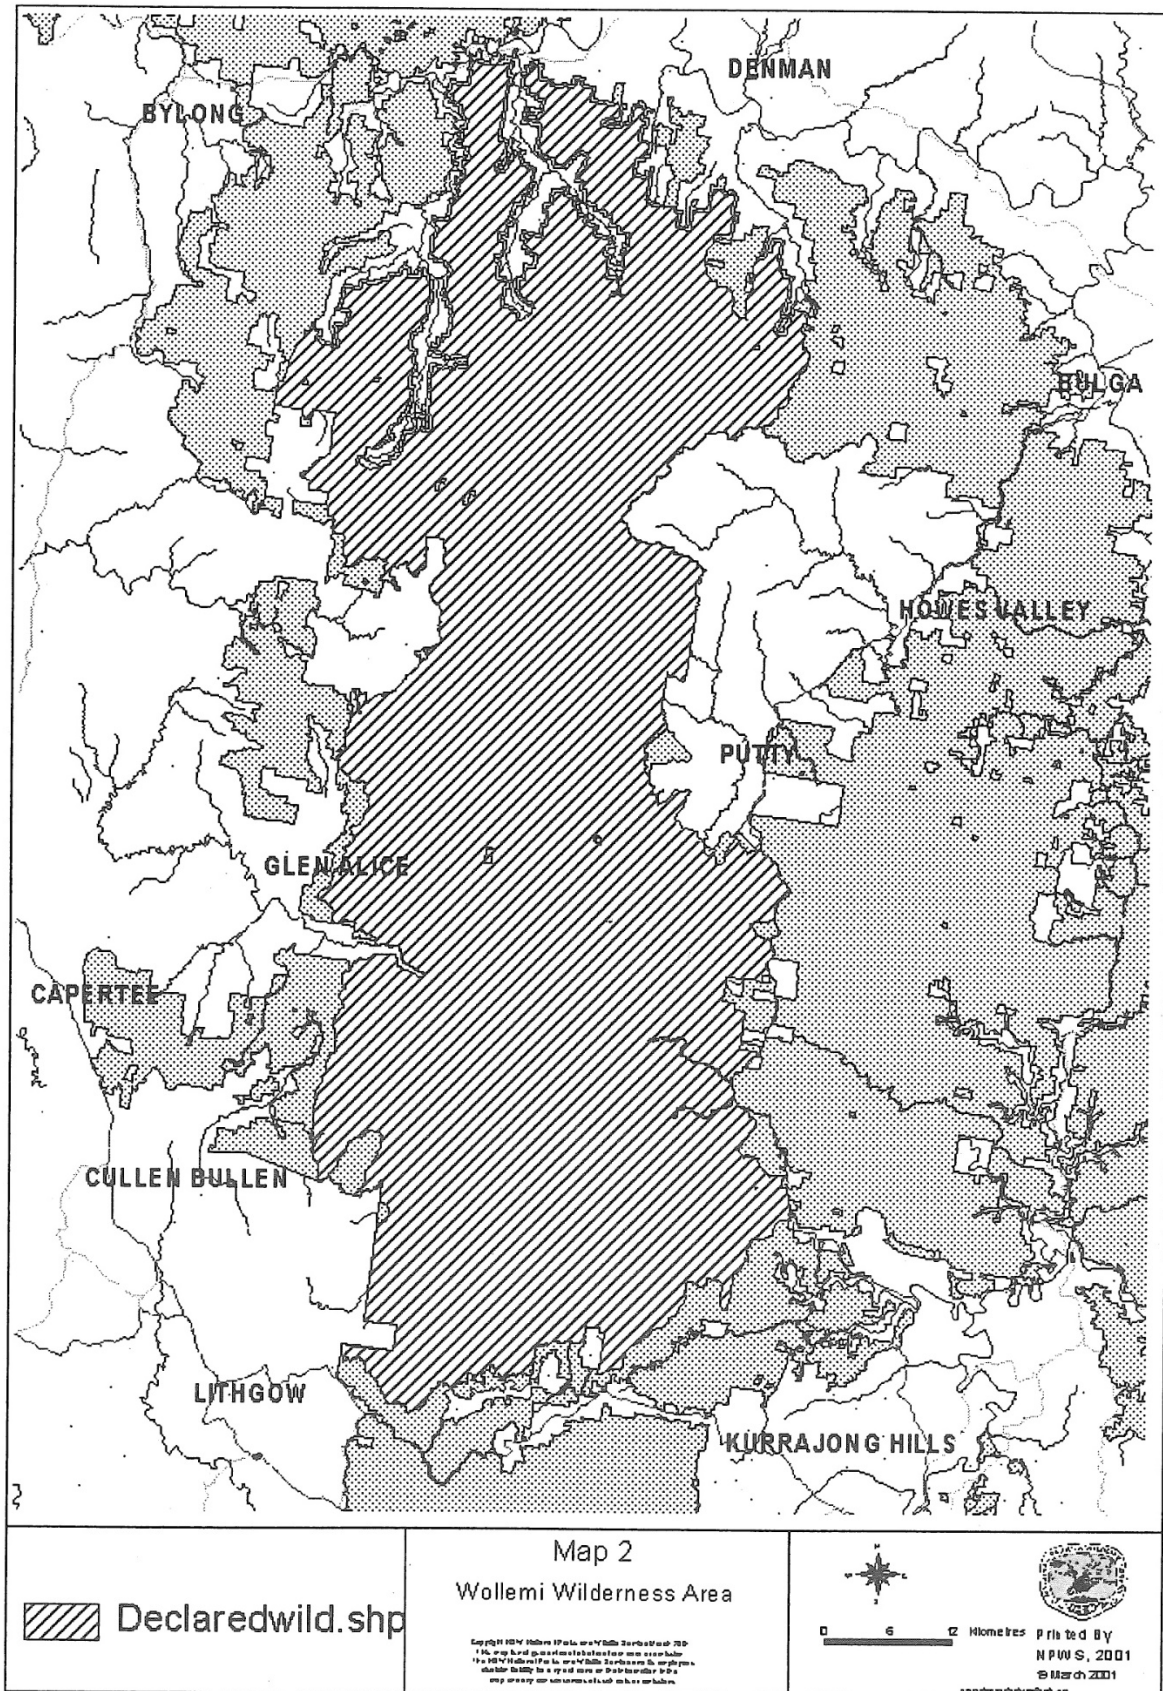 DENMAN
BYLONG
BULGA
HOWES VALLEY
PUTTY
GLEN ALICE
CAPERTEE
CULLEN BULLEN
LITHGOW
KURRAJONG HILLS
Declaredwild.shp
Map 2
Wollemi Wilderness Area
N
0 6 12 Kilometres
Printed By
NPWS, 2001
19 March 2001